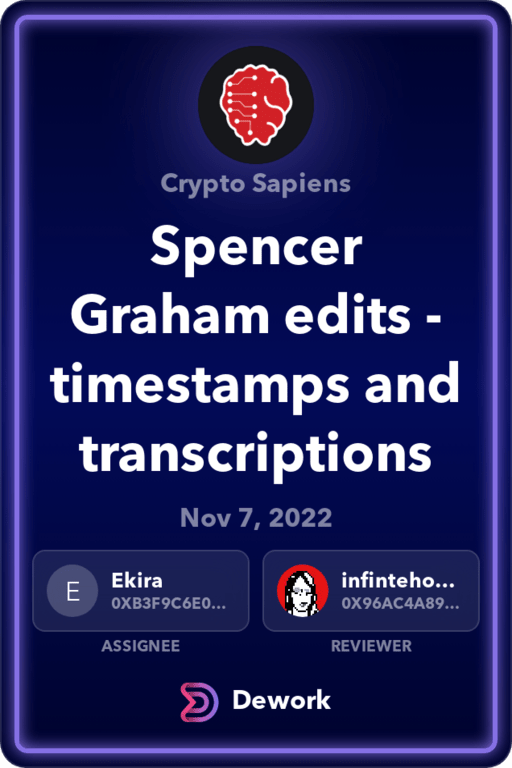 Crypto Sapiens
Spencer
Graham edits -
timestamps and
transcriptions
Nov 7, 2022
E
Ekira
0XB3F9C6E0...
ASSIGNEE
infinteho...
0X96AC4A89...
REVIEWER
Dework